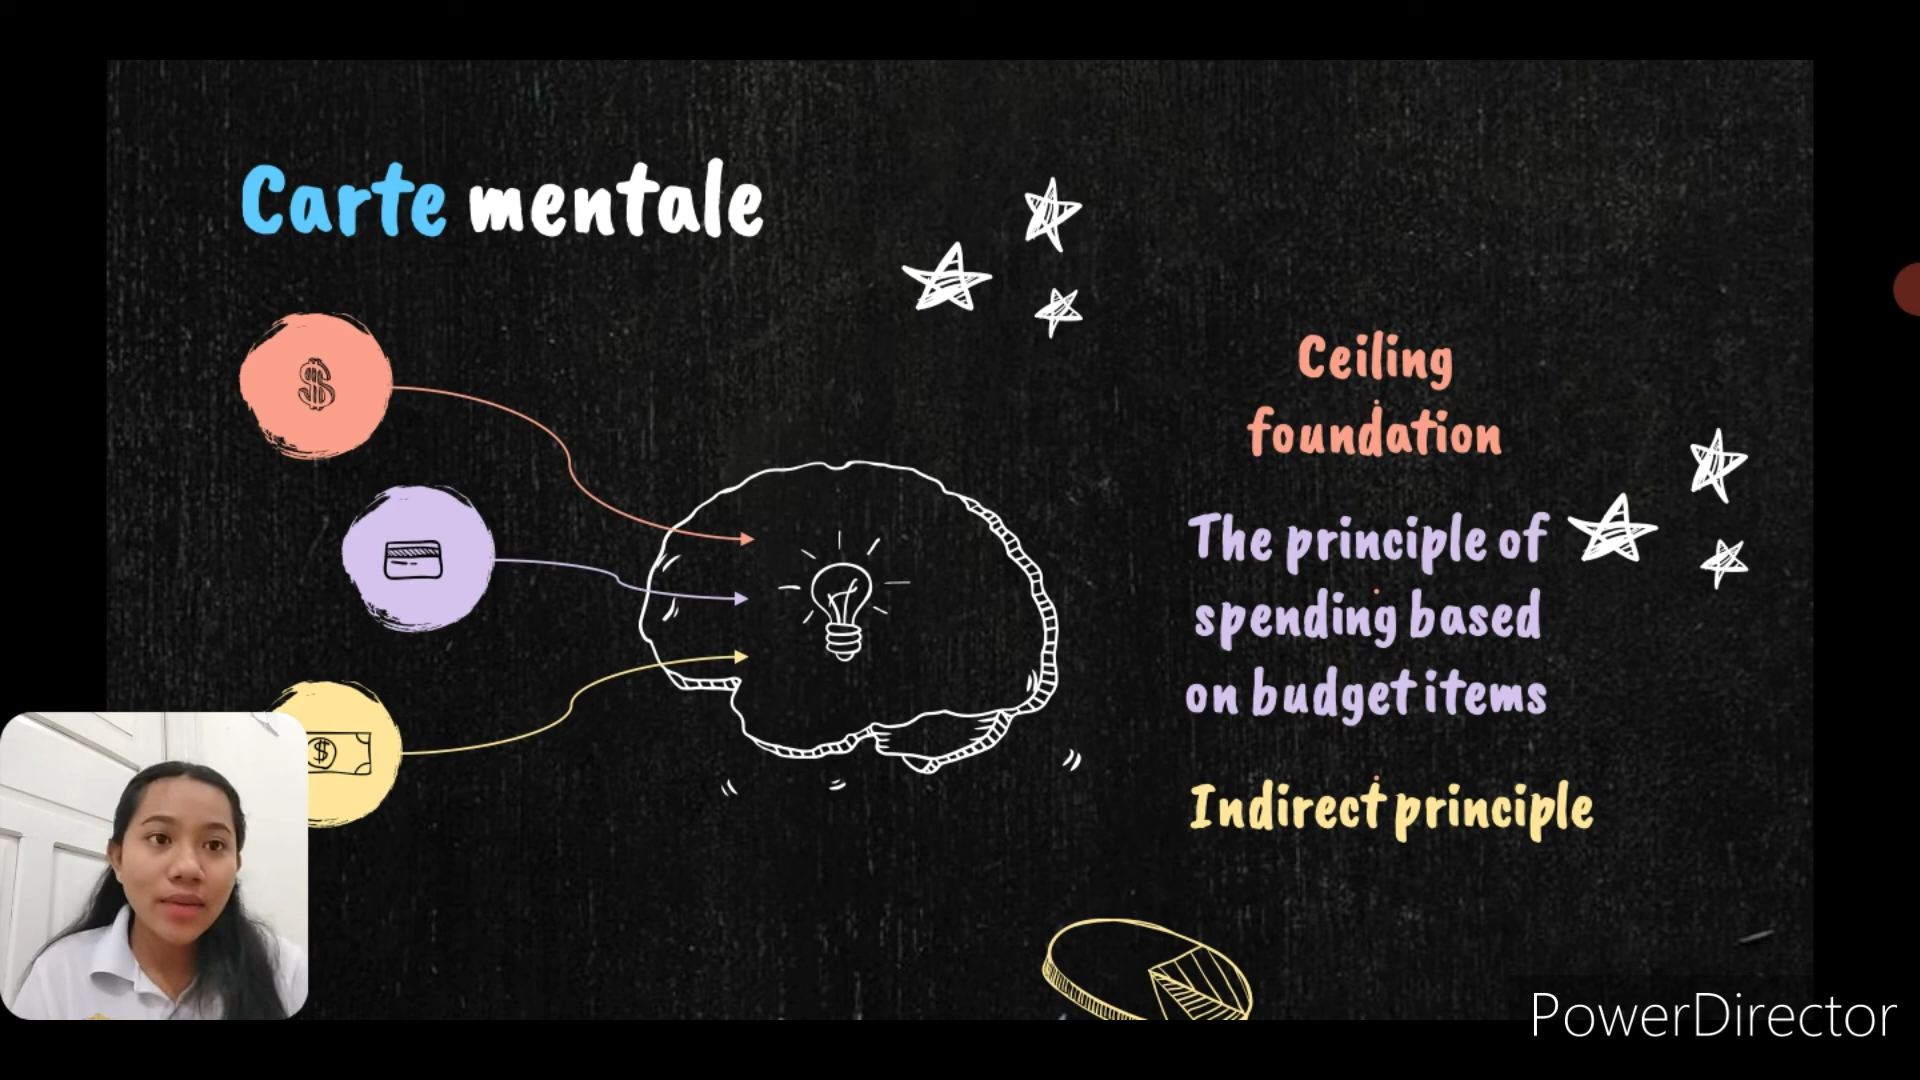 Carte mentale
Ceiling
foundation
The principle of
spending based
on budget items
Indirect principle
PowerDirector